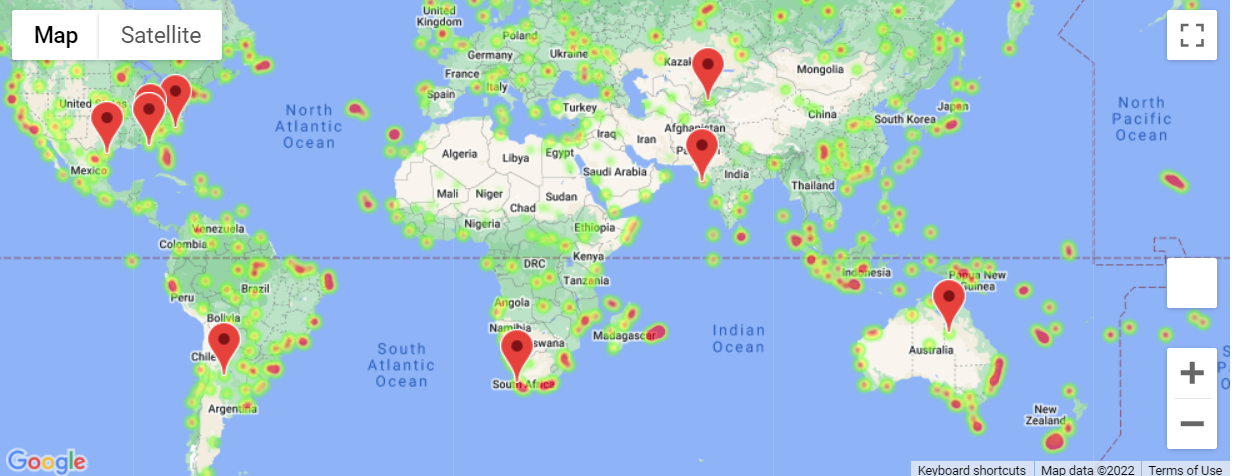 Map
Satellite
United
Kingdom
Poland
Germany
Ukraine
France
Italy
Spain
Turkey
Kazak
Mongolia
China
Japan
South Korea
Afghanistan
Iraq
Iran
Pa
India
Thailand
North
Atlantic
Ocean
North
Pacific
Ocean
United
es
Mexico
Algeria
Libya
Egypt
Saudi Arabia
Mali
Niger
Sudan
Chad
Nigeria
Ethiopia
Venezuela
Colombia
DRC
Kenya
Tanzania
Indonesia
Papua New
Guinea
Peru
Brazil
Bolivia
Angola
Namibia
swana
Madagascar
Chile
South
Atlantic
Ocean
Indian
Ocean
Australia
South Africa
Argentina
New
Zealand
S
P
O
Google
Keyboard shortcuts
Map data ©2022
Terms of Use